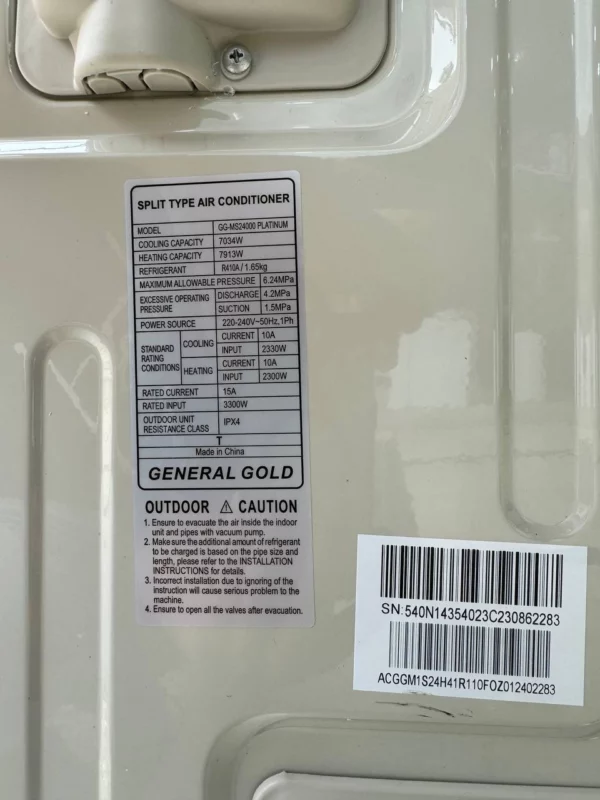 SPLIT TYPE AIR CONDITIONER
MODEL GG-MS24000 PLATINUM
COOLING CAPACITY 7034W
HEATING CAPACITY 7913W
REFRIGERANT R410A / 1.65kg
MAXIMUM ALLOWABLE PRESSURE 6.24MPa
EXCESSIVE OPERATING PRESSURE DISCHARGE 4.2MPa
SUCTION 1.5MPa
POWER SOURCE 220-240V~50Hz,1Ph
STANDARD RATING CONDITIONS COOLING CURRENT 10A
INPUT 2330W
HEATING CURRENT 10A
INPUT 2300W
RATED CURRENT 15A
RATED INPUT 3300W
OUTDOOR UNIT RESISTANCE CLASS IPX4
T
Made in China
GENERAL GOLD
OUTDOOR ⚠ CAUTION
1. Ensure to evacuate the air inside the indoor
unit and pipes with vacuum pump.
2. Make sure the additional amount of refrigerant
to be charged is based on the pipe size and
length, please refer to the INSTALLATION
INSTRUCTIONS for details.
3. Incorrect installation due to ignoring of the
instruction will cause serious problem to the
machine.
4. Ensure to open all the valves after evacuation.
SN:540N14354023C230862283
ACGGM1S24H41R110FOZ012402283